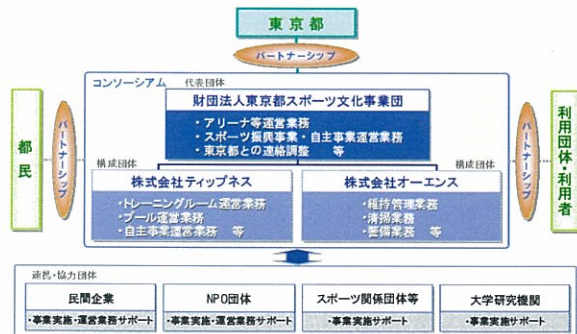 東京都
パートナーシップ
コンソーシアム
代表団体
財団法人東京都スポーツ文化事業団
・アリーナ等運営業務
・スポーツ振興事業・自主事業運営業務
・東京都との連絡調整　等
都民
パートナーシップ
パートナーシップ
利用団体・利用者
構成団体
構成団体
株式会社ティップネス
・トレーニングルーム運営業務
・プール運営業務
・自主事業運営業務　等
株式会社オーエンス
・維持管理業務
・清掃業務
・警備業務　等
連携・協力団体
民間企業
・事業実施・運営業務サポート
NPO団体
・事業実施・運営業務サポート
スポーツ関係団体等
・事業実施サポート
大学研究機関
・事業実施サポート